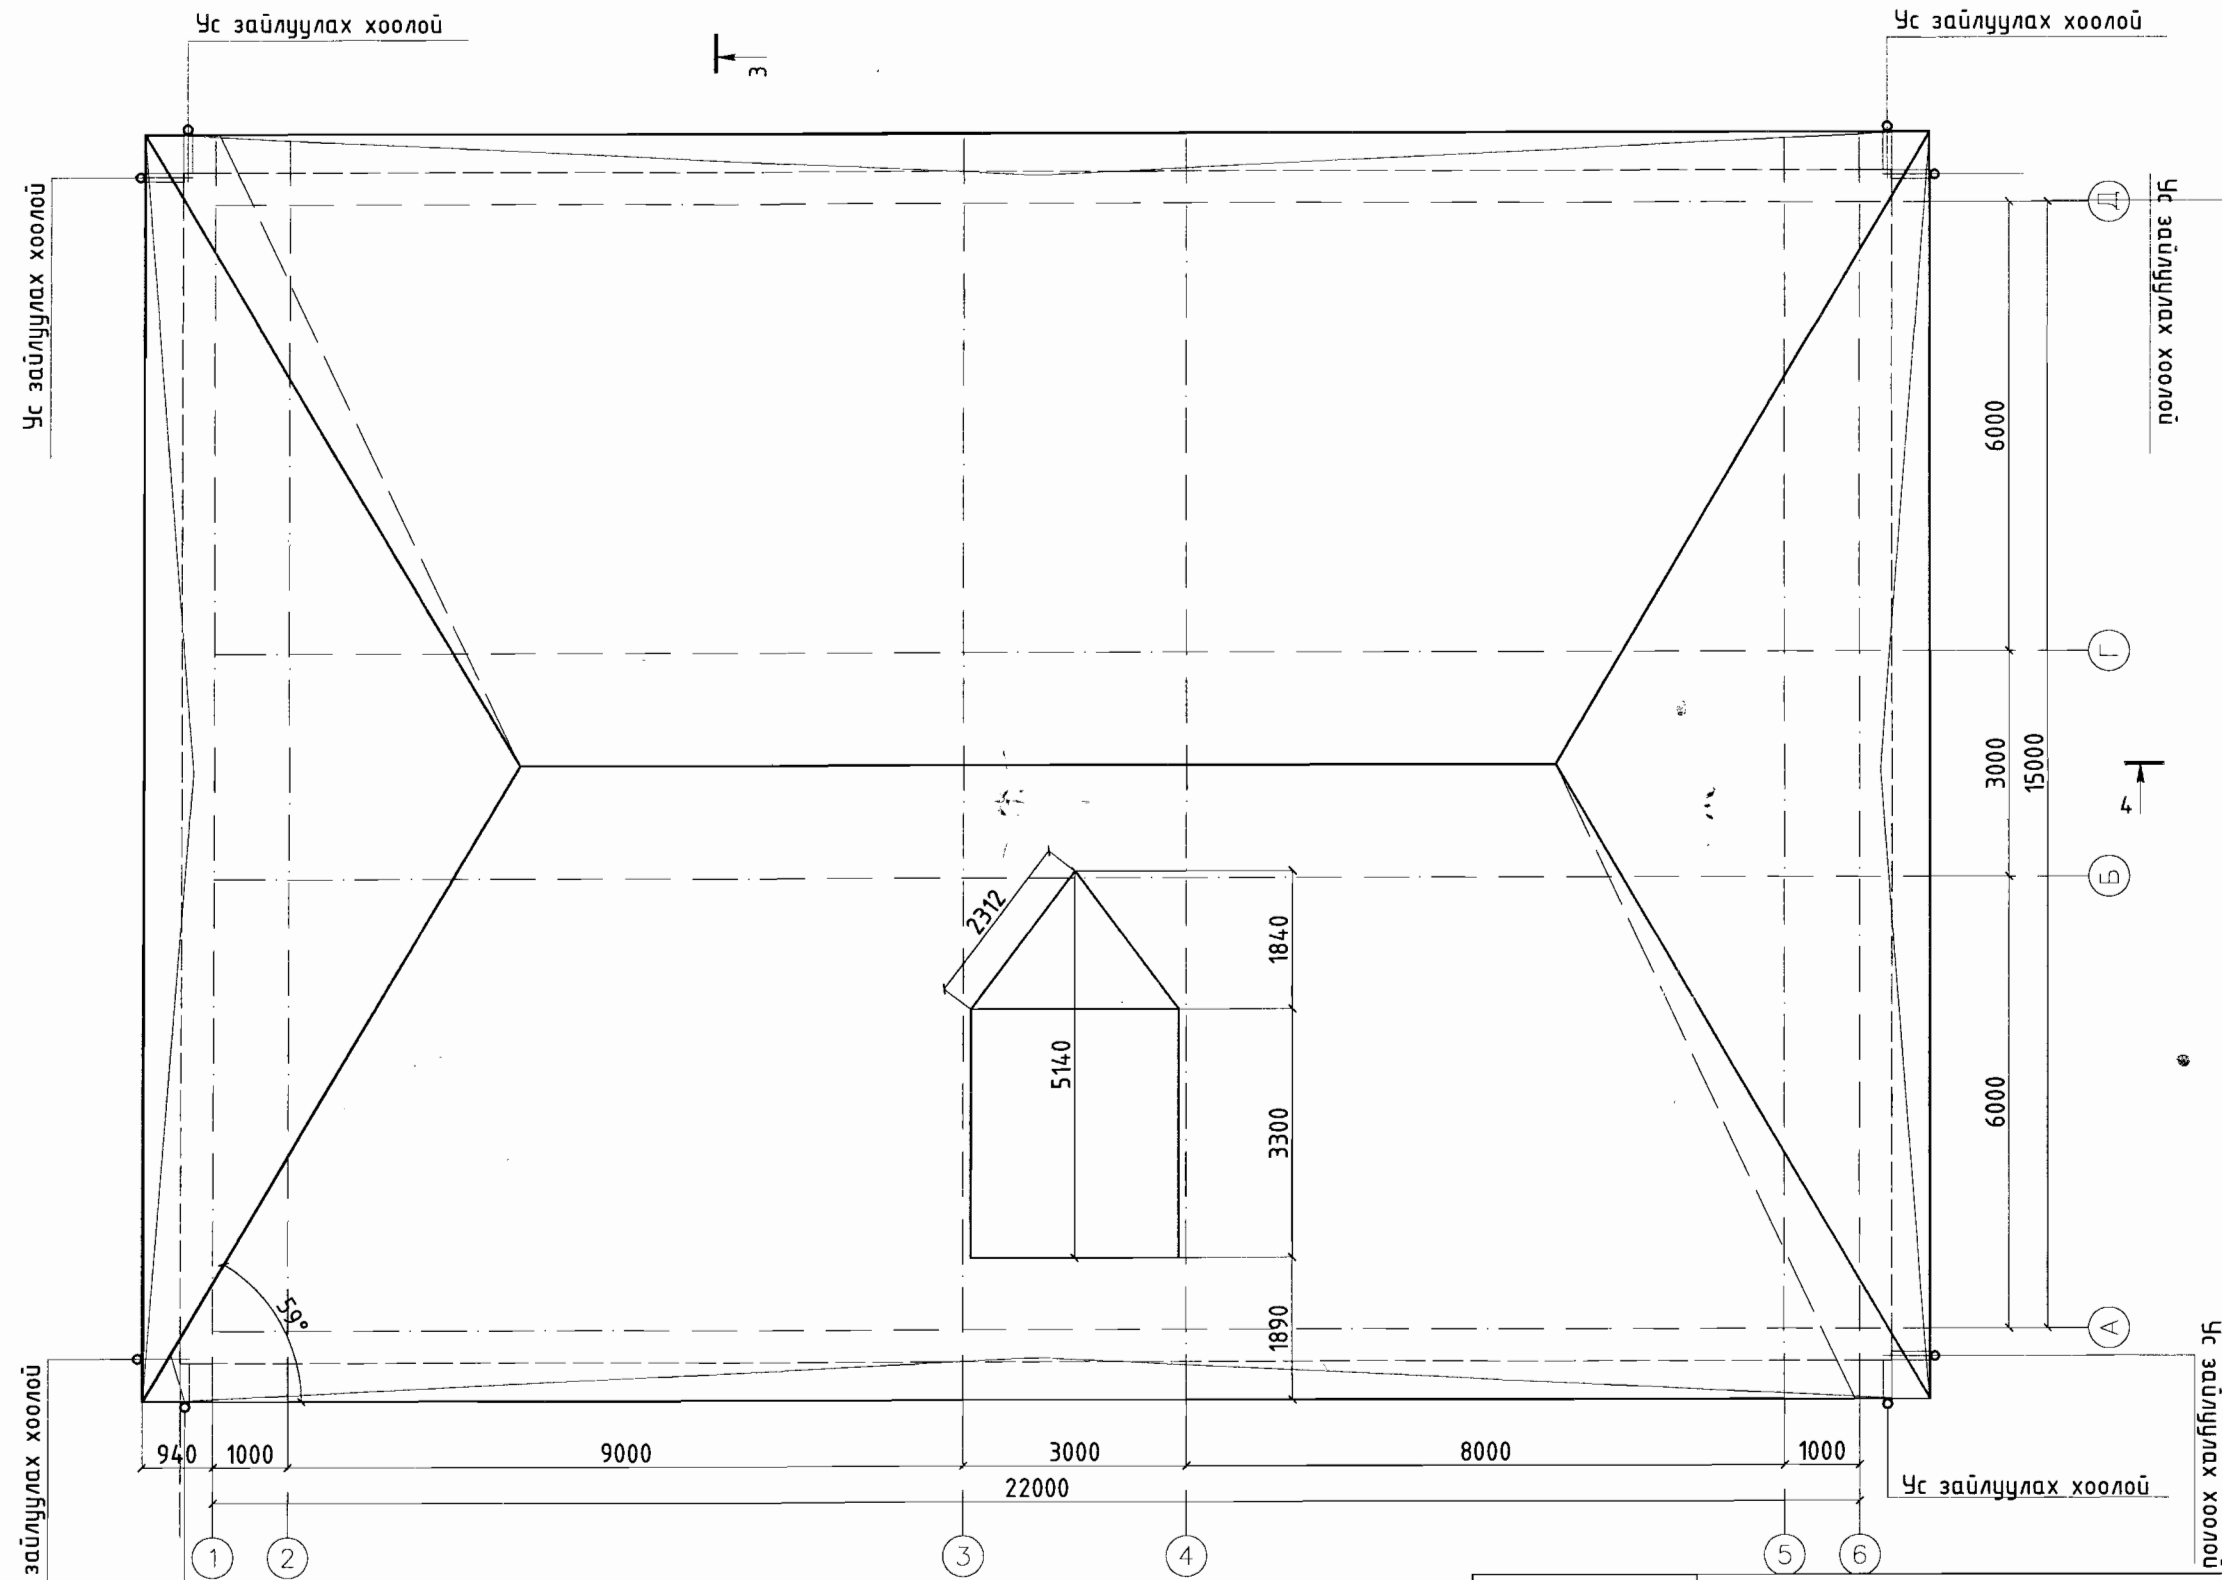 Ус зайлуулах хоолой
Ус зайлуулах хоолой
3
Ус зайлуулах хоолой
Ус зайлуулах хоолой
Д
6000
Г
3000
15000
4
Б
2312
1840
5140
3300
6000
1890
А
59°
зайлуулах хоолой
Ус зайлуулах хоолой
940
1000
9000
3000
8000
1000
22000
Ус зайлуулах хоолой
1
2
3
4
5
6